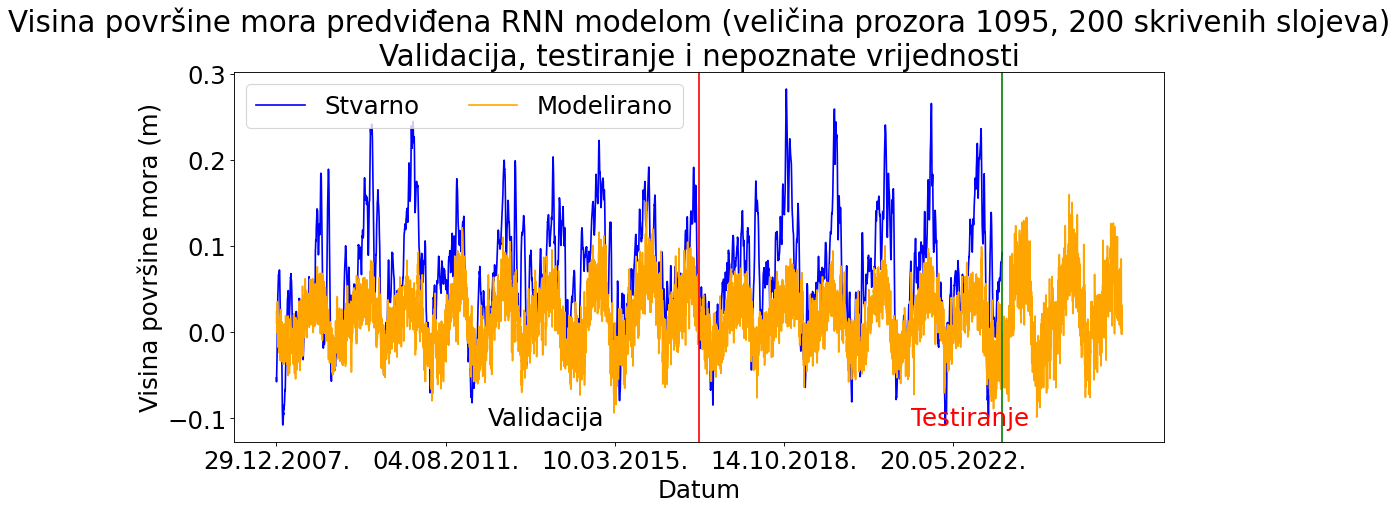 Visina površine mora predviđena RNN modelom (veličina prozora 1095, 200 skrivenih slojeva)
Validacija, testiranje i nepoznate vrijednosti
Visina površine mora (m)
0.3
0.2
0.1
0.0
−0.1
Stvarno Modelirano
Validacija Testiranje
29.12.2007. 04.08.2011. 10.03.2015. 14.10.2018. 20.05.2022.
Datum